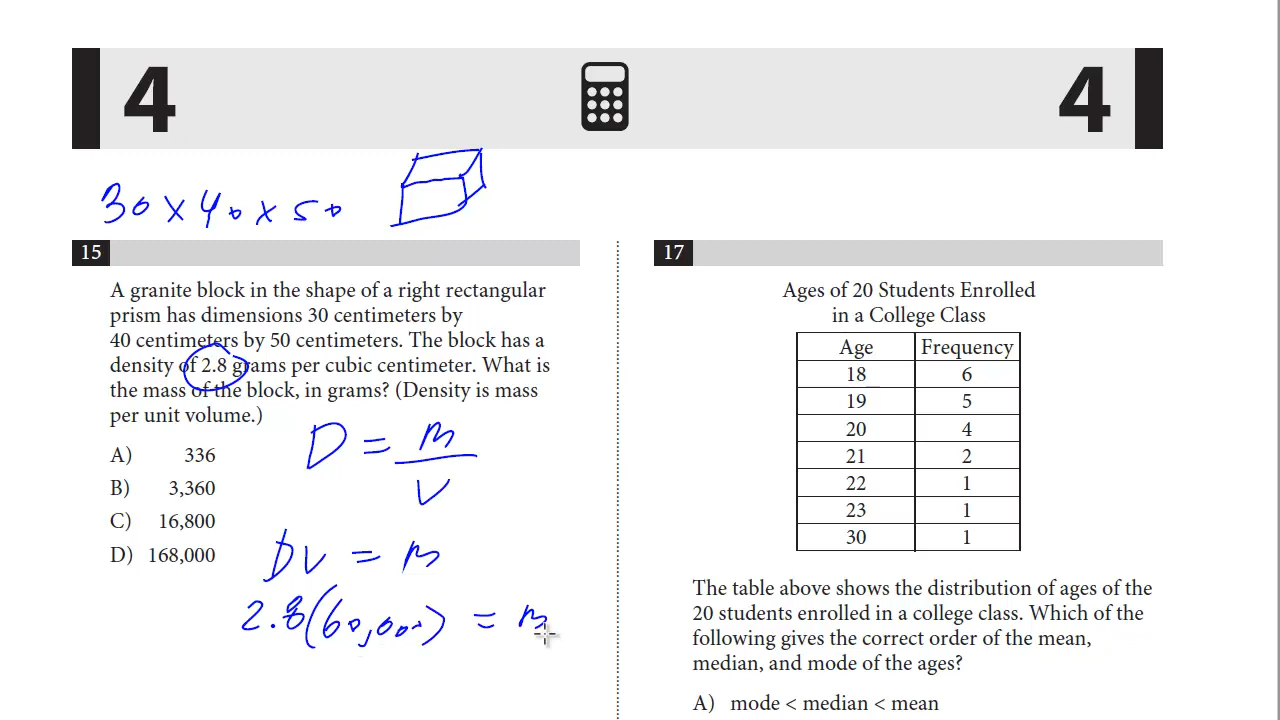 4 4
30 x 40 x 50
15
A granite block in the shape of a right rectangular
prism has dimensions 30 centimeters by
40 centimeters by 50 centimeters. The block has a
density of 2.8 grams per cubic centimeter. What is
the mass of the block, in grams? (Density is mass
per unit volume.)
A) 336
B) 3,360
C) 16,800
D) 168,000
D = m
V
DV = m
2.8(60,000) = m
17
Ages of 20 Students Enrolled
in a College Class
Age Frequency
18 6
19 5
20 4
21 2
22 1
23 1
30 1
The table above shows the distribution of ages of the
20 students enrolled in a college class. Which of the
following gives the correct order of the mean,
median, and mode of the ages?
A) mode < median < mean